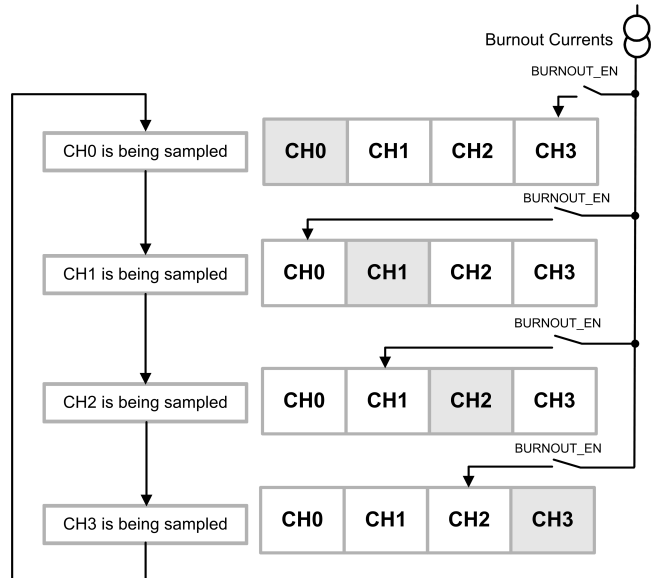 Burnout Currents
BURNOUT_EN
CH0 is being sampled
CH0 CH1 CH2 CH3
BURNOUT_EN
CH1 is being sampled
CH0 CH1 CH2 CH3
BURNOUT_EN
CH2 is being sampled
CH0 CH1 CH2 CH3
BURNOUT_EN
CH3 is being sampled
CH0 CH1 CH2 CH3